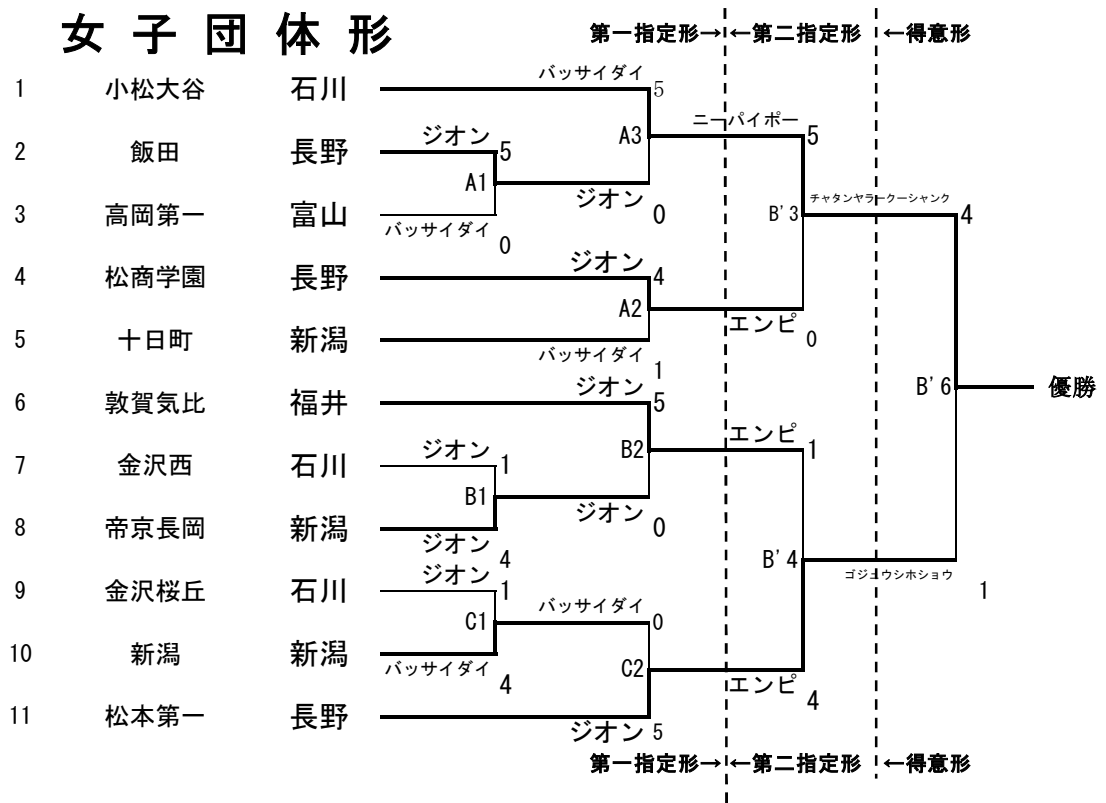 女子団体形
第一指定形→
←第二指定形
←得意形
バッサイダイ
1 小松大谷 石川
5
ニーパイポー
A3
5
ジオン
2 飯田 長野
5
A1
ジオン
チャタンヤラークーシャンク
3 高岡第一 富山
0
B'3
4
バッサイダイ
0
ジオン
4 松商学園 長野
4
A2
エンピ
5 十日町 新潟
0
バッサイダイ
1
ジオン
B'6
優勝
6 敦賀気比 福井
5
エンピ
ジオン
B2
1
7 金沢西 石川
1
B1
ジオン
8 帝京長岡 新潟
0
ジオン
4
B'4
ジオン
ゴジュウシホショウ
9 金沢桜丘 石川
1
1
バッサイダイ
C1
0
10 新潟 新潟
バッサイダイ
4
C2
エンピ
4
11 松本第一 長野
ジオン
5
第一指定形→
←第二指定形
←得意形